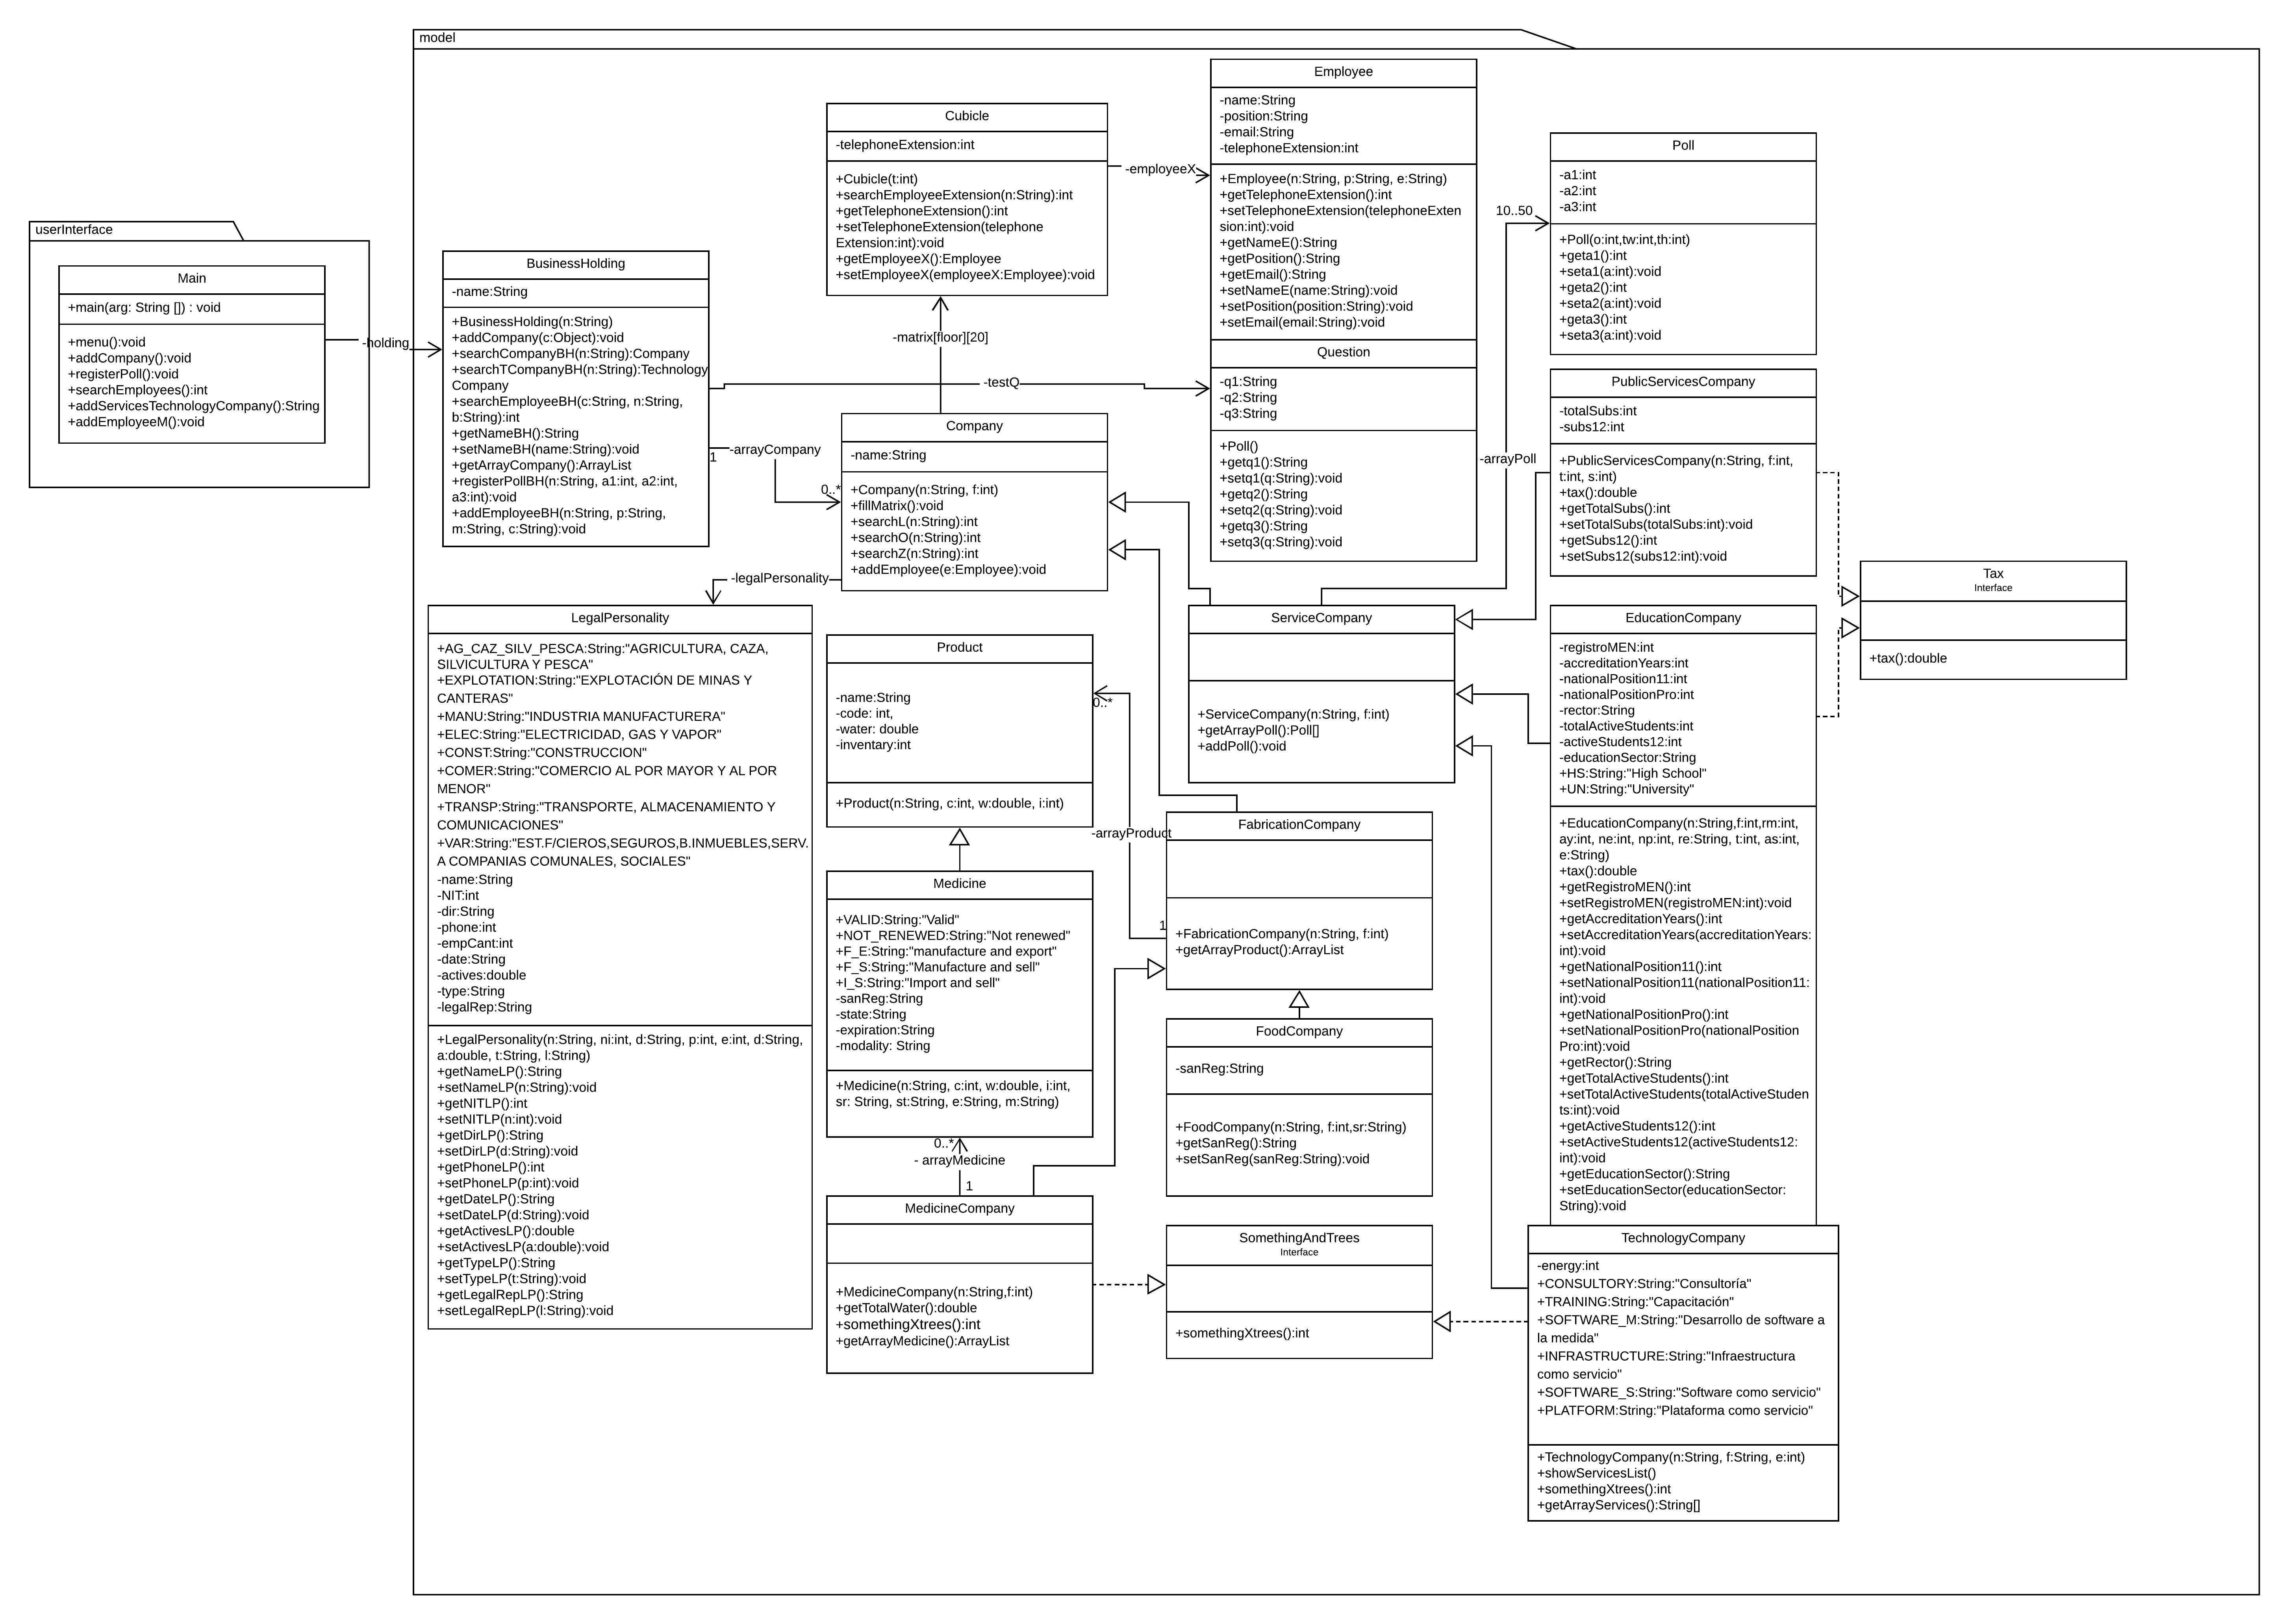 model
userInterface
Main
+main(arg: String []) : void
+menu():void
+addCompany():void
+registerPoll():void
+searchEmployees():int
+addServicesTechnologyCompany():String
+addEmployeeM():void
-holding
BusinessHolding
-name:String
+BusinessHolding(n:String)
+addCompany(c:Object):void
+searchCompanyBH(n:String):Company
+searchTCompanyBH(n:String):Technology
Company
+searchEmployeeBH(c:String, n:String,
b:String):int
+getNameBH():String
+setNameBH(name:String):void
+getArrayCompany():ArrayList
+registerPollBH(n:String, a1:int, a2:int,
a3:int):void
+addEmployeeBH(n:String, p:String,
m:String, c:String):void
Cubicle
-telephoneExtension:int
+Cubicle(t:int)
+searchEmployeeExtension(n:String):int
+getTelephoneExtension():int
+setTelephoneExtension(telephone
Extension:int):void
+getEmployeeX():Employee
+setEmployeeX(employeeX:Employee):void
-employeeX
Employee
-name:String
-position:String
-email:String
-telephoneExtension:int
+Employee(n:String, p:String, e:String)
+getTelephoneExtension():int
+setTelephoneExtension(telephoneExten
sion:int):void
+getNameE():String
+getPosition():String
+getEmail():String
+setNameE(name:String):void
+setPosition(position:String):void
+setEmail(email:String):void
Question
-q1:String
-q2:String
-q3:String
+Poll()
+getq1():String
+setq1(q:String):void
+getq2():String
+setq2(q:String):void
+getq3():String
+setq3(q:String):void
10..50
Poll
-a1:int
-a2:int
-a3:int
+Poll(o:int,tw:int,th:int)
+geta1():int
+seta1(a:int):void
+geta2():int
+seta2(a:int):void
+geta3():int
+seta3(a:int):void
-matrix[floor][20]
-testQ
-arrayCompany
1
0..*
Company
-name:String
+Company(n:String, f:int)
+fillMatrix():void
+searchL(n:String):int
+searchO(n:String):int
+searchZ(n:String):int
+addEmployee(e:Employee):void
-legalPersonality
-arrayPoll
PublicServicesCompany
-totalSubs:int
-subs12:int
+PublicServicesCompany(n:String, f:int,
t:int, s:int)
+tax():double
+getTotalSubs():int
+setTotalSubs(totalSubs:int):void
+getSubs12():int
+setSubs12(subs12:int):void
Tax
Interface
+tax():double
LegalPersonality
+AG_CAZ_SILV_PESCA:String:"AGRICULTURA, CAZA,
SILVICULTURA Y PESCA"
+EXPLOTATION:String:"EXPLOTACIÓN DE MINAS Y
CANTERAS"
+MANU:String:"INDUSTRIA MANUFACTURERA"
+ELEC:String:"ELECTRICIDAD, GAS Y VAPOR"
+CONST:String:"CONSTRUCCION"
+COMER:String:"COMERCIO AL POR MAYOR Y AL POR
MENOR"
+TRANSP:String:"TRANSPORTE, ALMACENAMIENTO Y
COMUNICACIONES"
+VAR:String:"EST.F/CIEROS,SEGUROS,B.INMUEBLES,SERV.
A COMPANIAS COMUNALES, SOCIALES"
-name:String
-NIT:int
-dir:String
-phone:int
-empCant:int
-date:String
-actives:double
-type:String
-legalRep:String
+LegalPersonality(n:String, ni:int, d:String, p:int, e:int, d:String,
a:double, t:String, l:String)
+getNameLP():String
+setNameLP(n:String):void
+getNITLP():int
+setNITLP(n:int):void
+getDirLP():String
+setDirLP(d:String):void
+getPhoneLP():int
+setPhoneLP(p:int):void
+getDateLP():String
+setDateLP(d:String):void
+getActivesLP():double
+setActivesLP(a:double):void
+getTypeLP():String
+setTypeLP(t:String):void
+getLegalRepLP():String
+setLegalRepLP(l:String):void
Product
-name:String
-code: int,
-water: double
-inventary:int
+Product(n:String, c:int, w:double, i:int)
0..*
-arrayProduct
1
Medicine
+VALID:String:"Valid"
+NOT_RENEWED:String:"Not renewed"
+F_E:String:"manufacture and export"
+F_S:String:"Manufacture and sell"
+I_S:String:"Import and sell"
-sanReg:String
-state:String
-expiration:String
-modality: String
+Medicine(n:String, c:int, w:double, i:int,
sr: String, st:String, e:String, m:String)
0..*
- arrayMedicine
1
MedicineCompany
+MedicineCompany(n:String,f:int)
+getTotalWater():double
+somethingXtrees():int
+getArrayMedicine():ArrayList
ServiceCompany
+ServiceCompany(n:String, f:int)
+getArrayPoll():Poll[]
+addPoll():void
FabricationCompany
+FabricationCompany(n:String, f:int)
+getArrayProduct():ArrayList
FoodCompany
-sanReg:String
+FoodCompany(n:String, f:int,sr:String)
+getSanReg():String
+setSanReg(sanReg:String):void
SomethingAndTrees
Interface
+somethingXtrees():int
EducationCompany
-registroMEN:int
-accreditationYears:int
-nationalPosition11:int
-nationalPositionPro:int
-rector:String
-totalActiveStudents:int
-activeStudents12:int
-educationSector:String
+HS:String:"High School"
+UN:String:"University"
+EducationCompany(n:String,f:int,rm:int,
ay:int, ne:int, np:int, re:String, t:int, as:int,
e:String)
+tax():double
+getRegistroMEN():int
+setRegistroMEN(registroMEN:int):void
+getAccreditationYears():int
+setAccreditationYears(accreditationYears:
int):void
+getNationalPosition11():int
+setNationalPosition11(nationalPosition11:
int):void
+getNationalPositionPro():int
+setNationalPositionPro(nationalPosition
Pro:int):void
+getRector():String
+getTotalActiveStudents():int
+setTotalActiveStudents(totalActiveStuden
ts:int):void
+getActiveStudents12():int
+setActiveStudents12(activeStudents12:
int):void
+getEducationSector():String
+setEducationSector(educationSector:
String):void
TechnologyCompany
-energy:int
+CONSULTORY:String:"Consultoría"
+TRAINING:String:"Capacitación"
+SOFTWARE_M:String:"Desarrollo de software a
la medida"
+INFRASTRUCTURE:String:"Infraestructura
como servicio"
+SOFTWARE_S:String:"Software como servicio"
+PLATFORM:String:"Plataforma como servicio"
+TechnologyCompany(n:String, f:String, e:int)
+showServicesList()
+somethingXtrees():int
+getArrayServices():String[]